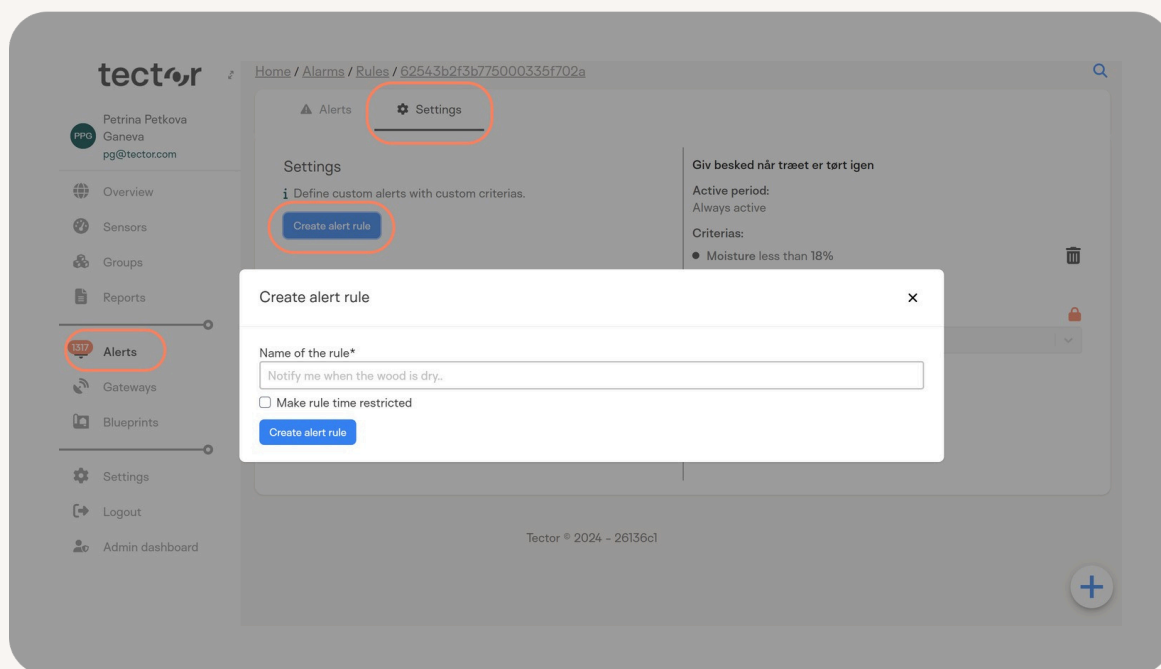 tector
Home / Alarms / Rules / 62543b2f3b775000335f702a
PPG
Petrina Petkova
Ganeva
pg@tector.com
Overview
Sensors
Groups
Reports
1317
Alerts
Gateways
Blueprints
Settings
Logout
Admin dashboard
Alerts
Settings
Settings
i Define custom alerts with custom criterias.
Create alert rule
Giv besked når træet er tørt igen
Active period:
Always active
Criterias:
Moisture less than 18%
Create alert rule
Name of the rule*
Notify me when the wood is dry..
Make rule time restricted
Create alert rule
Tector © 2024 – 26136c1